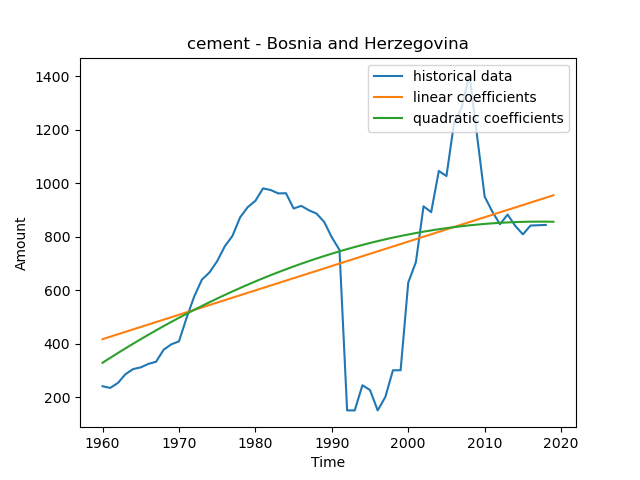 cement - Bosnia and Herzegovina
historical data
linear coefficients
quadratic coefficients
1400
1200
1000
800
600
400
200
Amount
1960 1970 1980 1990 2000 2010 2020
Time